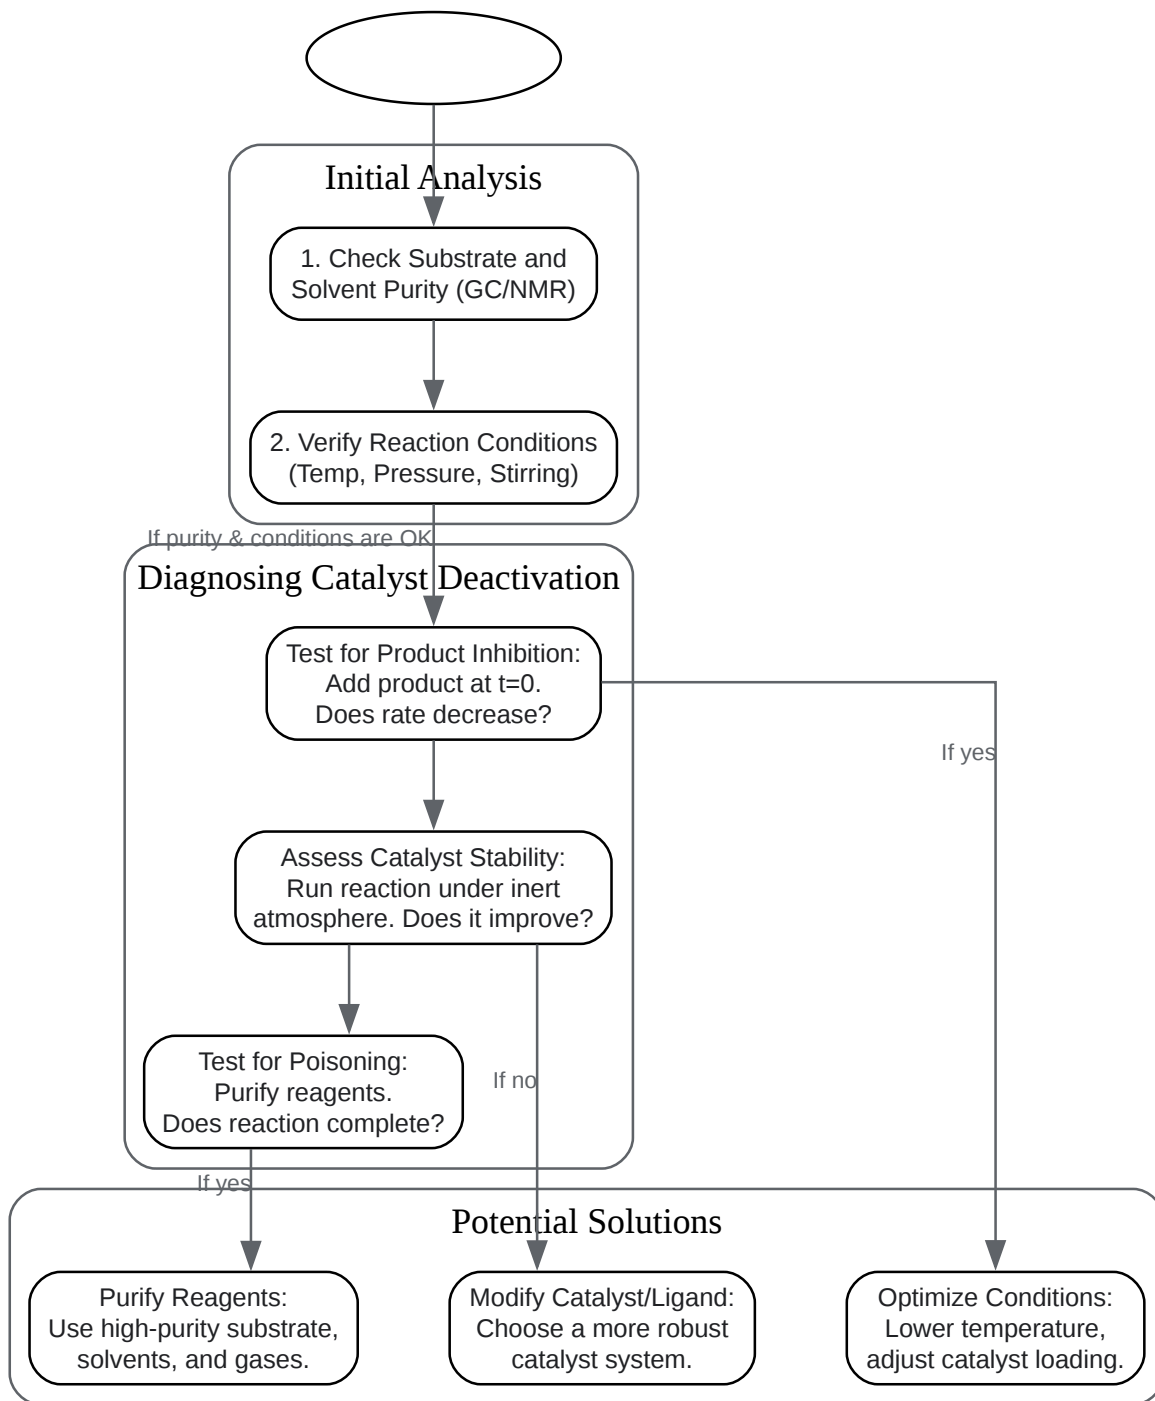 Initial Analysis
1. Check Substrate and
Solvent Purity (GC/NMR)
2. Verify Reaction Conditions
(Temp, Pressure, Stirring)
If purity & conditions are OK
Diagnosing Catalyst Deactivation
Test for Product Inhibition:
Add product at t=0.
Does rate decrease?
If yes
Assess Catalyst Stability:
Run reaction under inert
atmosphere. Does it improve?
Test for Poisoning:
Purify reagents.
Does reaction complete?
If no
If yes
Potential Solutions
Purify Reagents:
Use high-purity substrate,
solvents, and gases.
Modify Catalyst/Ligand:
Choose a more robust
catalyst system.
Optimize Conditions:
Lower temperature,
adjust catalyst loading.